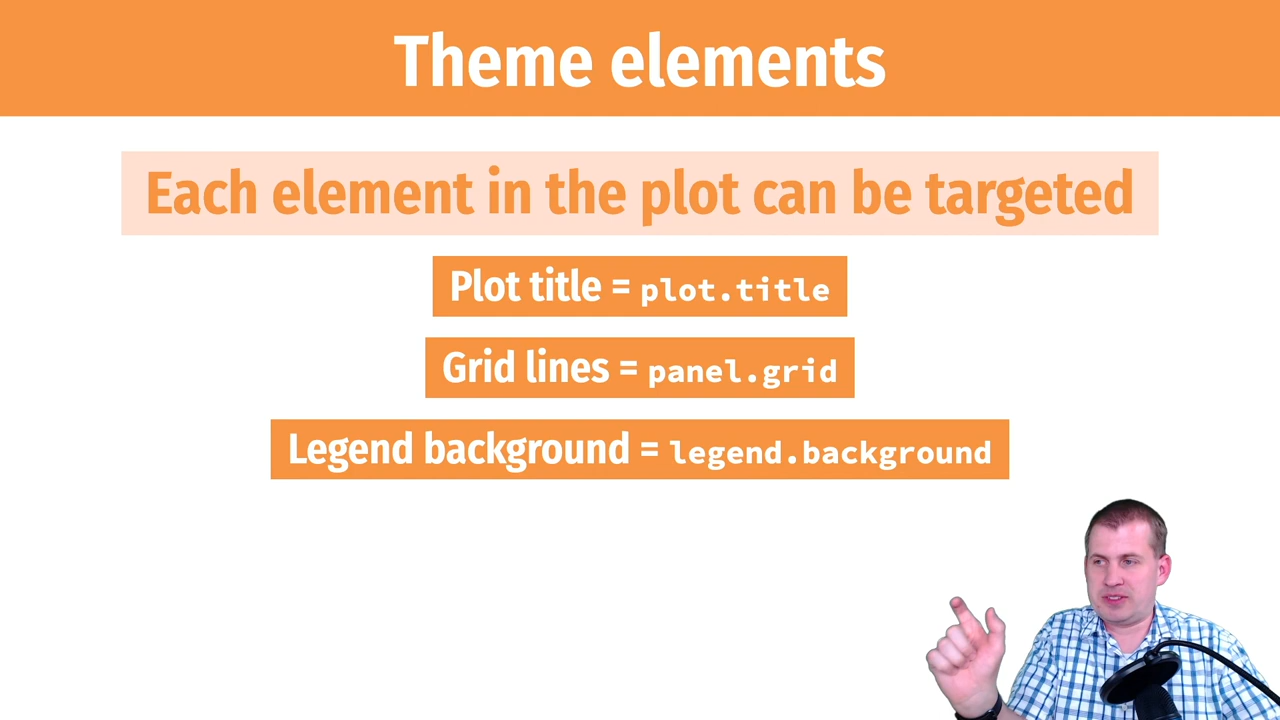 Theme elements
Each element in the plot can be targeted
Plot title = plot.title
Grid lines = panel.grid
Legend background = legend.background